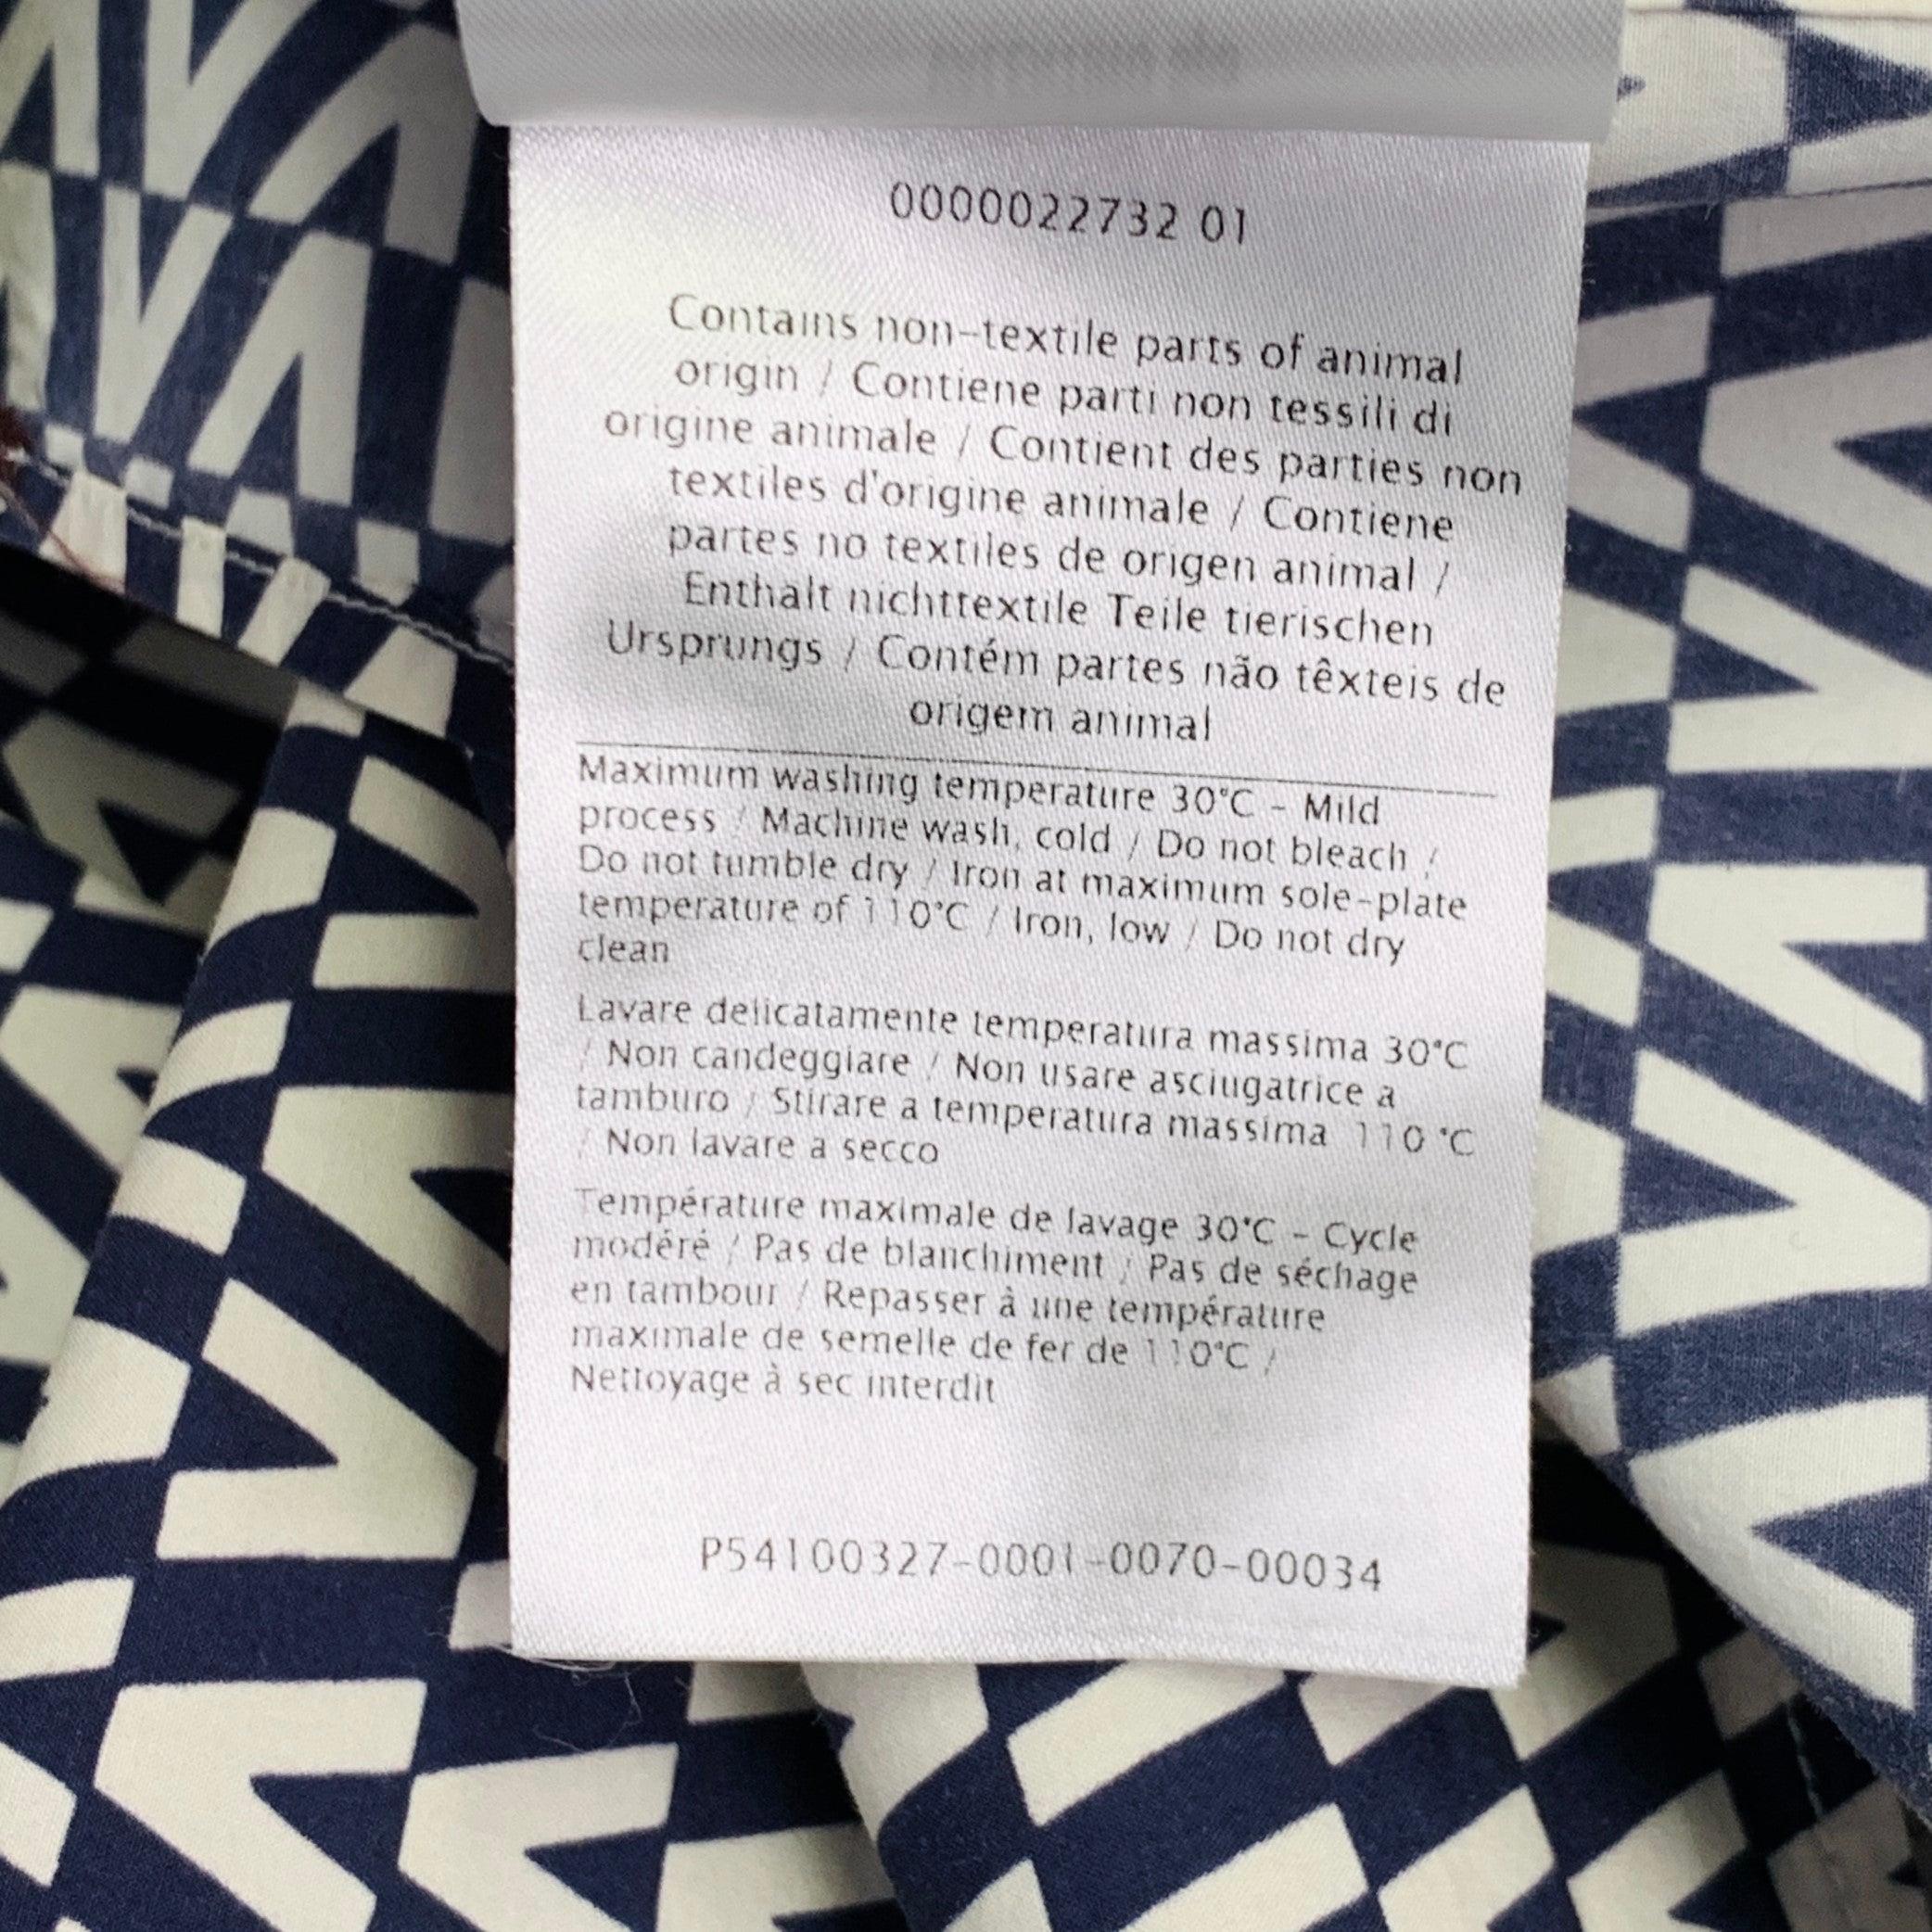 0000022732 01
Contains non-textile parts of animal
origin / Contiene parti non tessili di
origine animale / Contient des parties non
textiles d'origine animale / Contiene
partes no textiles de origen animal /
Enthalt nichttextile Teile tierischen
Ursprungs / Contém partes não têxteis de
origem animal
Maximum washing temperature 30°C - Mild
process / Machine wash, cold / Do not bleach /
Do not tumble dry / Iron at maximum sole-plate
temperature of 110°C / Iron, low / Do not dry
clean
Lavare delicatamente temperatura massima 30°C
/ Non candeggiare / Non usare asciugatrice a
tamburo / Stirare a temperatura massima 110 °C
/ Non lavare a secco
Température maximale de lavage 30°C - Cycle
modéré / Pas de blanchiment / Pas de séchage
en tambour / Repasser à une température
maximale de semelle de fer de 110°C /
Nettoyage à sec interdit
P54100327-0001-0070-00034